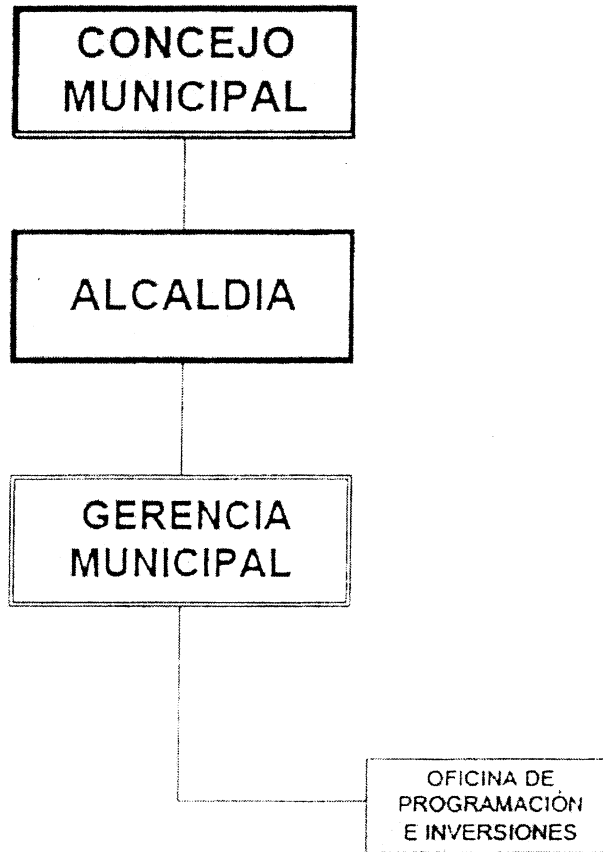 CONCEJO
MUNICIPAL
ALCALDIA
GERENCIA
MUNICIPAL
OFICINA DE
PROGRAMACIÓN
E INVERSIONES